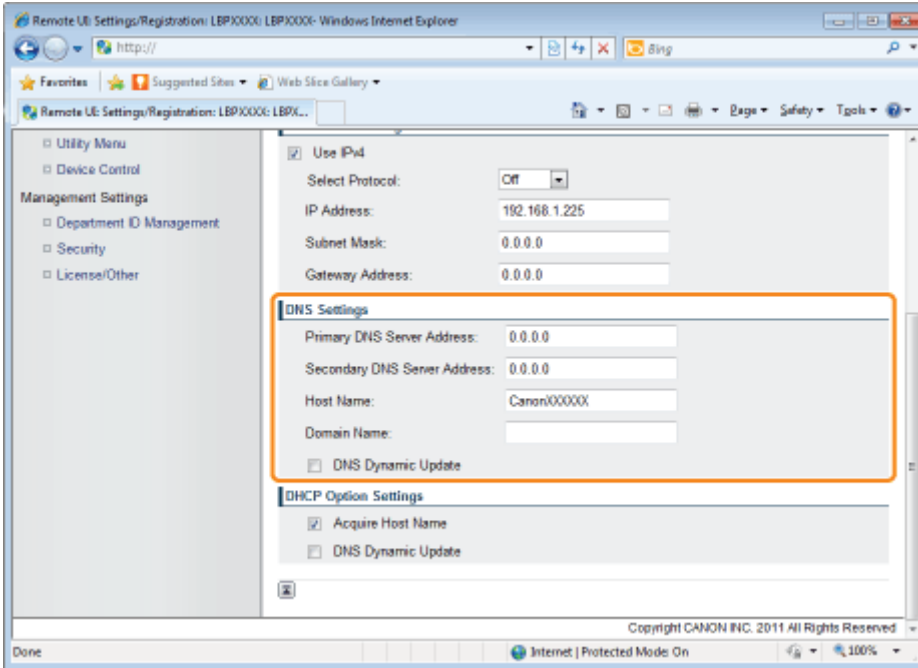 Remote UI: Settings/Registration: LBPXXXX: LBPXXXX- Windows Internet Explorer
http://
Bing
Favorites Suggested Sites Web Slice Gallery
Remote UI: Settings/Registration: LBPXXXX: LBPX... Page Safety Tools
Utility Menu
Device Control
Management Settings
Department ID Management
Security
License/Other
Use IPv4
Select Protocol: Off
IP Address: 192.168.1.225
Subnet Mask: 0.0.0.0
Gateway Address: 0.0.0.0
DNS Settings
Primary DNS Server Address: 0.0.0.0
Secondary DNS Server Address: 0.0.0.0
Host Name: CanonXXXXXX
Domain Name:
DNS Dynamic Update
DHCP Option Settings
Acquire Host Name
DNS Dynamic Update
Copyright CANON INC. 2011 All Rights Reserved
Done Internet | Protected Mode: On 100%